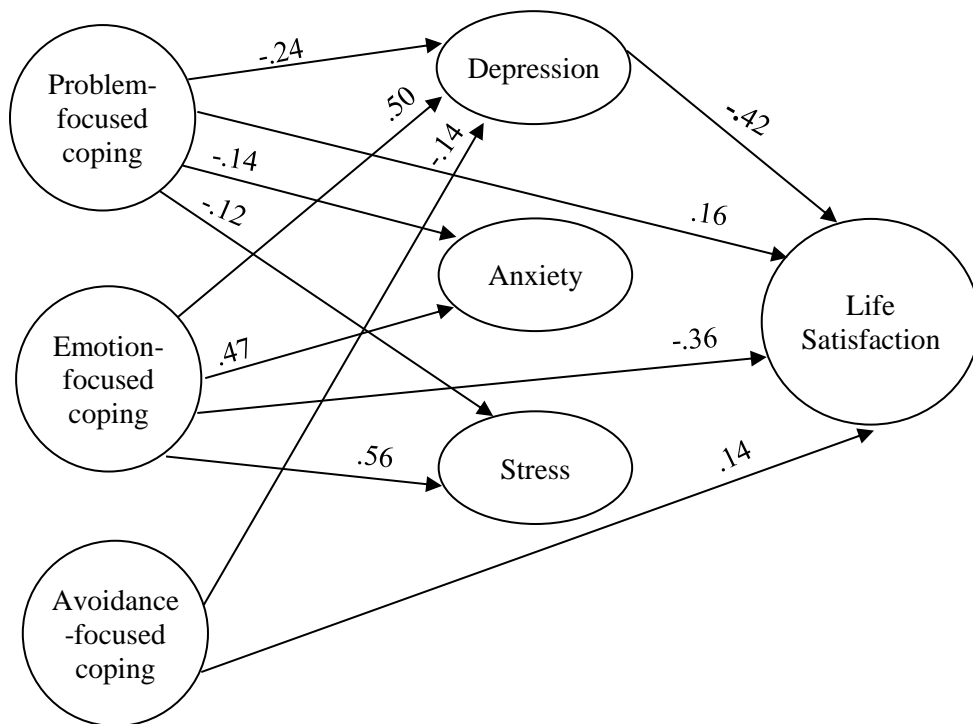 Problem-
focused
coping
-.24
Depression
.50
-.14
-.42
-.14
-.12
.16
Anxiety
Life
Satisfaction
Emotion-
focused
coping
.47
-.36
.56
Stress
.14
Avoidance
-focused
coping